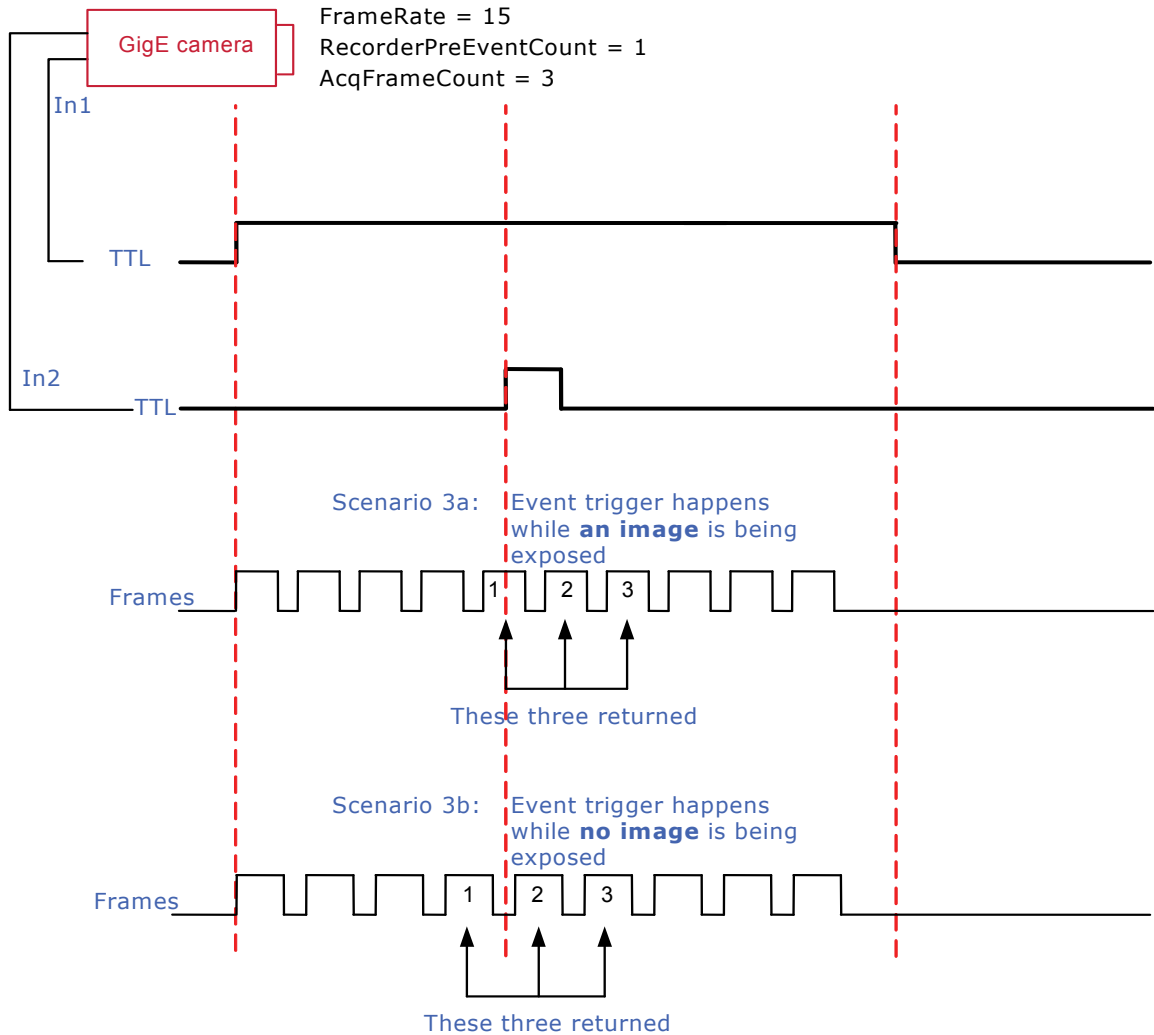 FrameRate = 15
GigE camera
RecorderPreEventCount = 1
AcqFrameCount = 3
In1
TTL
In2
TTL
Scenario 3a: Event trigger happens
while an image is being
exposed
Frames
1 2 3
These three returned
Scenario 3b: Event trigger happens
while no image is being
exposed
Frames
1 2 3
These three returned